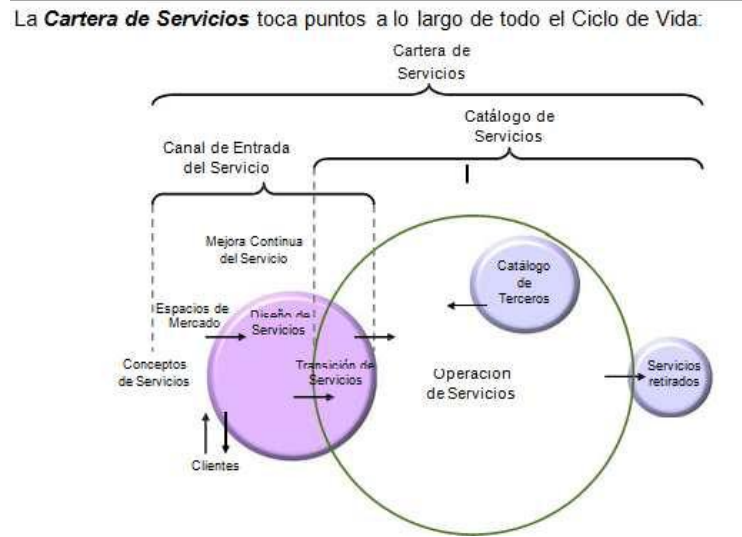 La Cartera de Servicios toca puntos a lo largo de todo el Ciclo de Vida:
Cartera de
Servicios
Catálogo de
Servicios
Canal de Entrada
del Servicio
Mejora Continua
del Servicio
Catálogo
de
Terceros
Espacios de
Mercado
Diseño de
Servicios
Conceptos
de Servicios
Transición de
Servicios
Operación
de Servicios
Servicios
retirados
Clientes